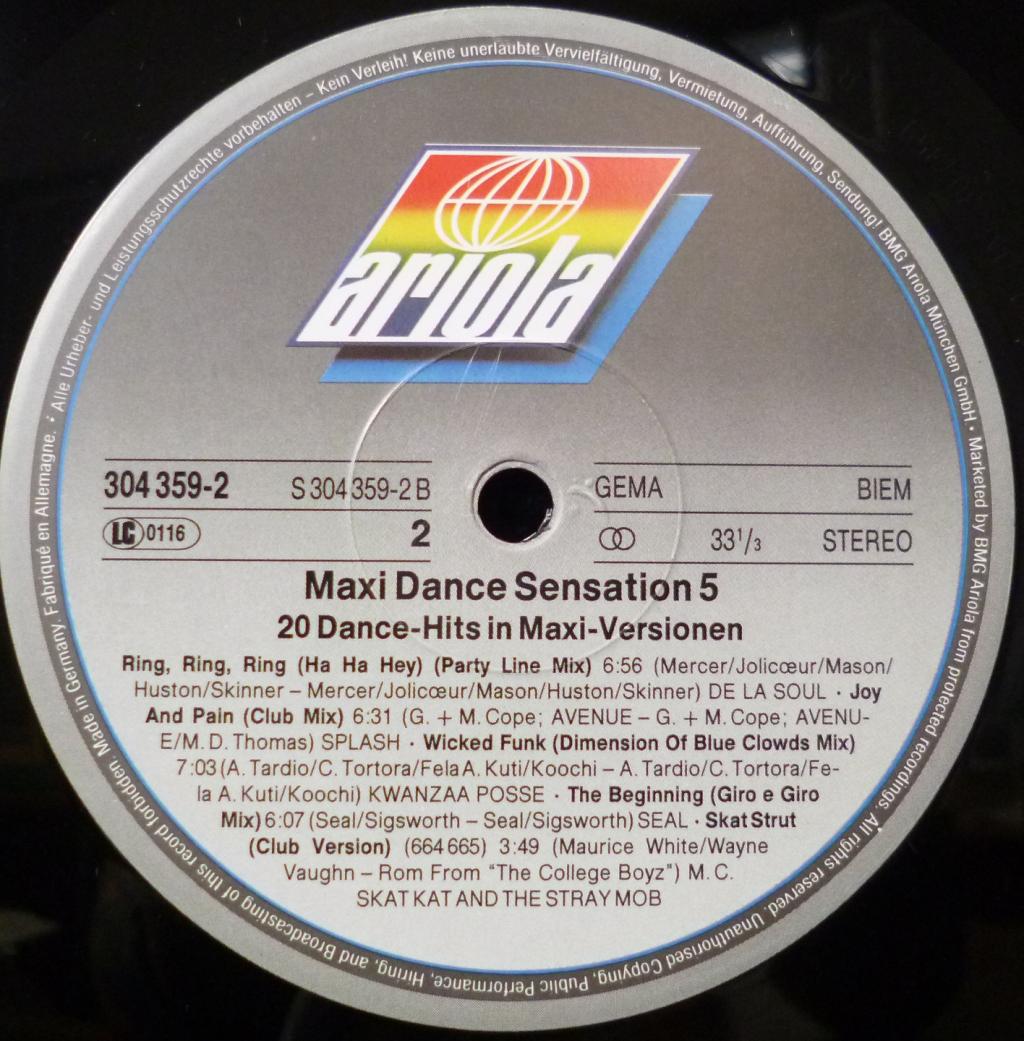 · Alle Urheber- und Leistungsschutzrechte vorbehalten – Kein Verleih! Keine unerlaubte Vervielfältigung, Vermietung, Aufführung, Sendung! BMG Ariola München GmbH · Marketed by BMG Ariola from protected recordings. All rights reserved. Unauthorised Copying, Public Performance, Hiring, and Broadcasting of this record forbidden. Made in Germany. Fabriqué en Allemagne.
ariola
304 359-2 S 304 359-2 B GEMA BIEM
LC 0116 2 33 1/3 STEREO
Maxi Dance Sensation 5
20 Dance-Hits in Maxi-Versionen
Ring, Ring, Ring (Ha Ha Hey) (Party Line Mix) 6:56 (Mercer/Jolicœur/Mason/
Huston/Skinner – Mercer/Jolicœur/Mason/Huston/Skinner) DE LA SOUL · Joy
And Pain (Club Mix) 6:31 (G. + M. Cope; AVENUE – G. + M. Cope; AVENU-
E/M. D. Thomas) SPLASH · Wicked Funk (Dimension Of Blue Clowds Mix)
7:03 (A. Tardio/C. Tortora/Fela A. Kuti/Koochi – A. Tardio/C. Tortora/Fe-
la A. Kuti/Koochi) KWANZAA POSSE · The Beginning (Giro e Giro
Mix) 6:07 (Seal/Sigsworth – Seal/Sigsworth) SEAL · Skat Strut
(Club Version) (664 665) 3:49 (Maurice White/Wayne
Vaughn – Rom From "The College Boyz") M. C.
SKAT KAT AND THE STRAY MOB